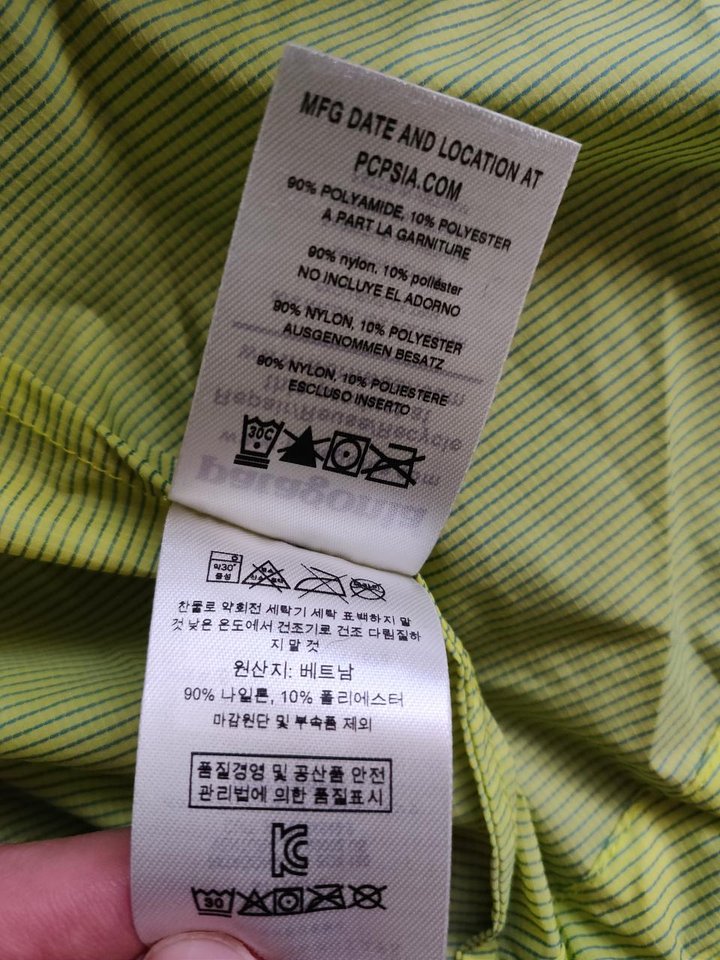 MFG DATE AND LOCATION AT
PCPSIA.COM
90% POLYAMIDE, 10% POLYESTER
A PART LA GARNITURE
90% nylon, 10% poliéster
NO INCLUYE EL ADORNO
90% NYLON, 10% POLYESTER
AUSGENOMMEN BESATZ
90% NYLON, 10% POLIESTERE
ESCLUSO INSERTO
30C
약30°
중성
찬물로 약회전 세탁기 세탁 표백하지 말
것 낮은 온도에서 건조기로 건조 다림질하
지 말 것
원산지: 베트남
90% 나일론, 10% 폴리에스터
마감원단 및 부속품 제외
품질경영 및 공산품 안전
관리법에 의한 품질표시
30